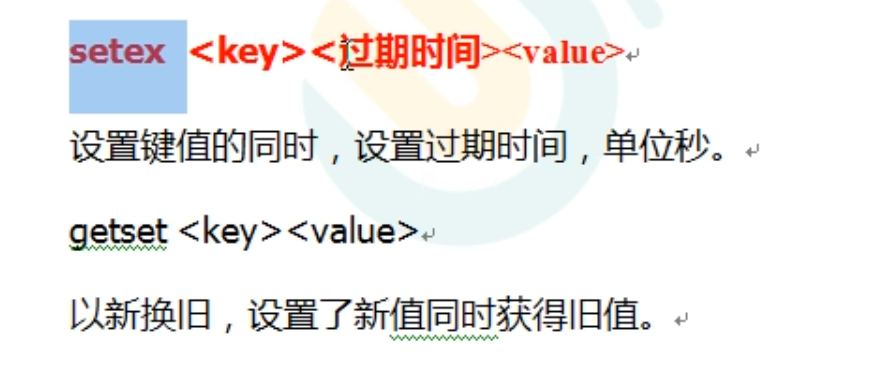 setex <key><过期时间><value>
设置键值的同时，设置过期时间，单位秒。
getset <key><value>
以新换旧，设置了新值同时获得旧值。